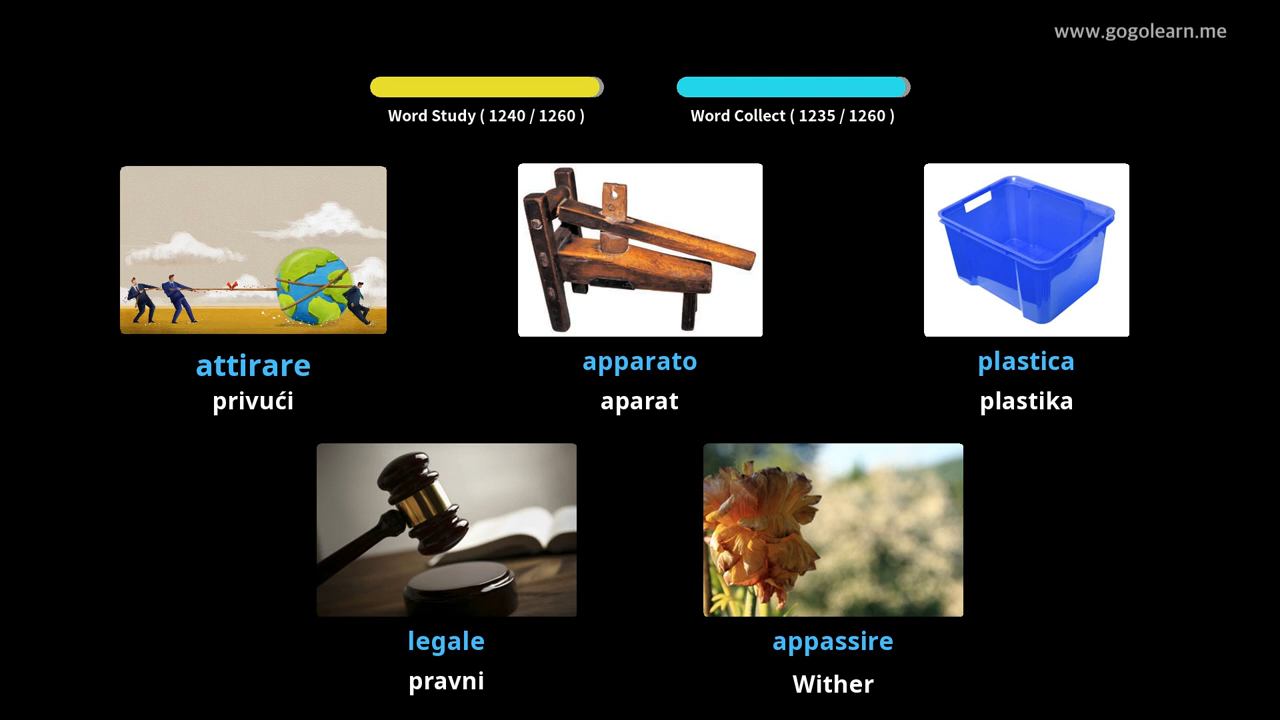 www.gogolearn.me
Word Study ( 1240 / 1260 )
Word Collect ( 1235 / 1260 )
attirare
privući
apparato
aparat
plastica
plastika
legale
pravni
appassire
Wither